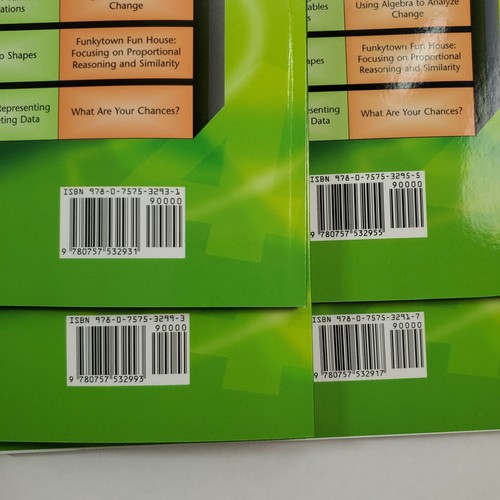 ations
Change
o Shapes
Funkytown Fun House:
Focusing on Proportional
Reasoning and Similarity
Representing
ting Data
What Are Your Chances?
ables
s
Using Algebra to Analyze
Change
apes
Funkytown Fun House:
Focusing on Proportional
Reasoning and Similarity
senting
Data
What Are Your Chances?
ISBN 978-0-7575-3293-1
90000
9 780757 532931
ISBN 978-0-7575-3295-5
90000
9 780757 532955
ISBN 978-0-7575-3299-3
90000
9 780757 532993
ISBN 978-0-7575-3291-7
90000
9 780757 532917